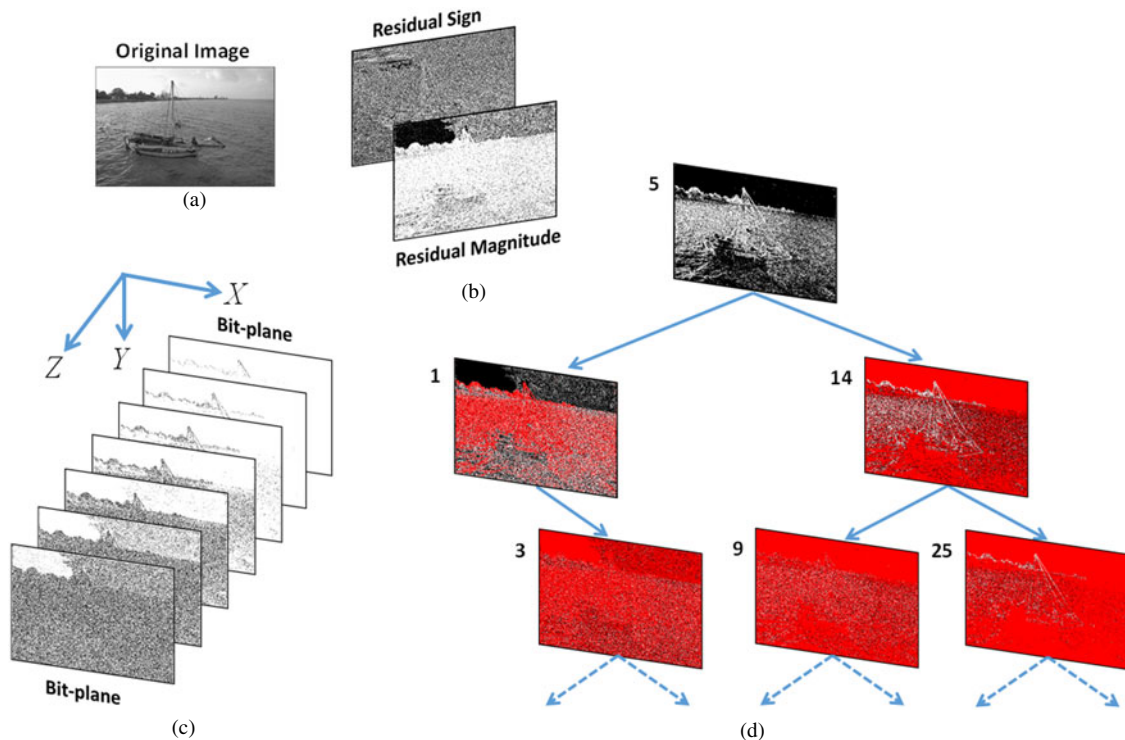 Original Image
(a)
Residual Sign
Residual Magnitude
(b)
X
Y
Z
Bit-plane
Bit-plane
(c)
5
1
14
3
9
25
(d)